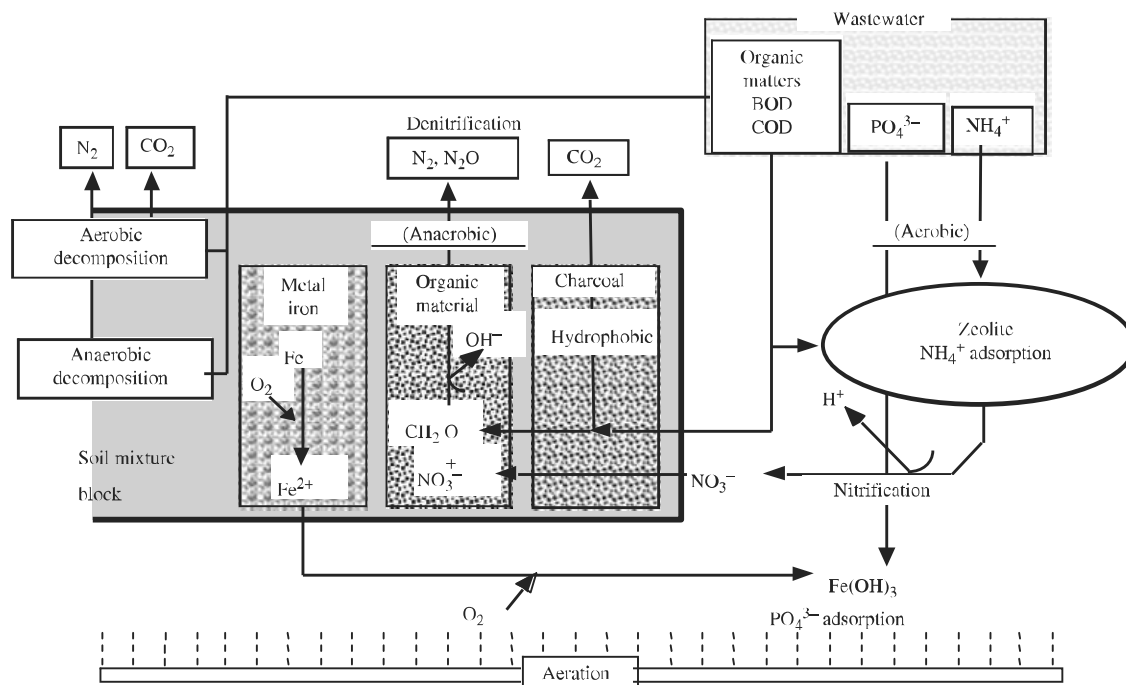 Wastewater
Organic
matters
BOD
COD
PO₄³⁻
NH₄⁺
Denitrification
N₂
CO₂
N₂, N₂O
CO₂
(Anaerobic)
(Aerobic)
Aerobic
decomposition
Anaerobic
decomposition
Metal
iron
Fe
O₂
Fe²⁺
Organic
material
OH⁻
CH₂ O
+
NO₃⁻
Charcoal
Hydrophobic
Zeolite
NH₄⁺ adsorption
H⁺
NO₃⁻
Nitrification
Soil mixture
block
O₂
Fe(OH)₃
PO₄³⁻ adsorption
Aeration